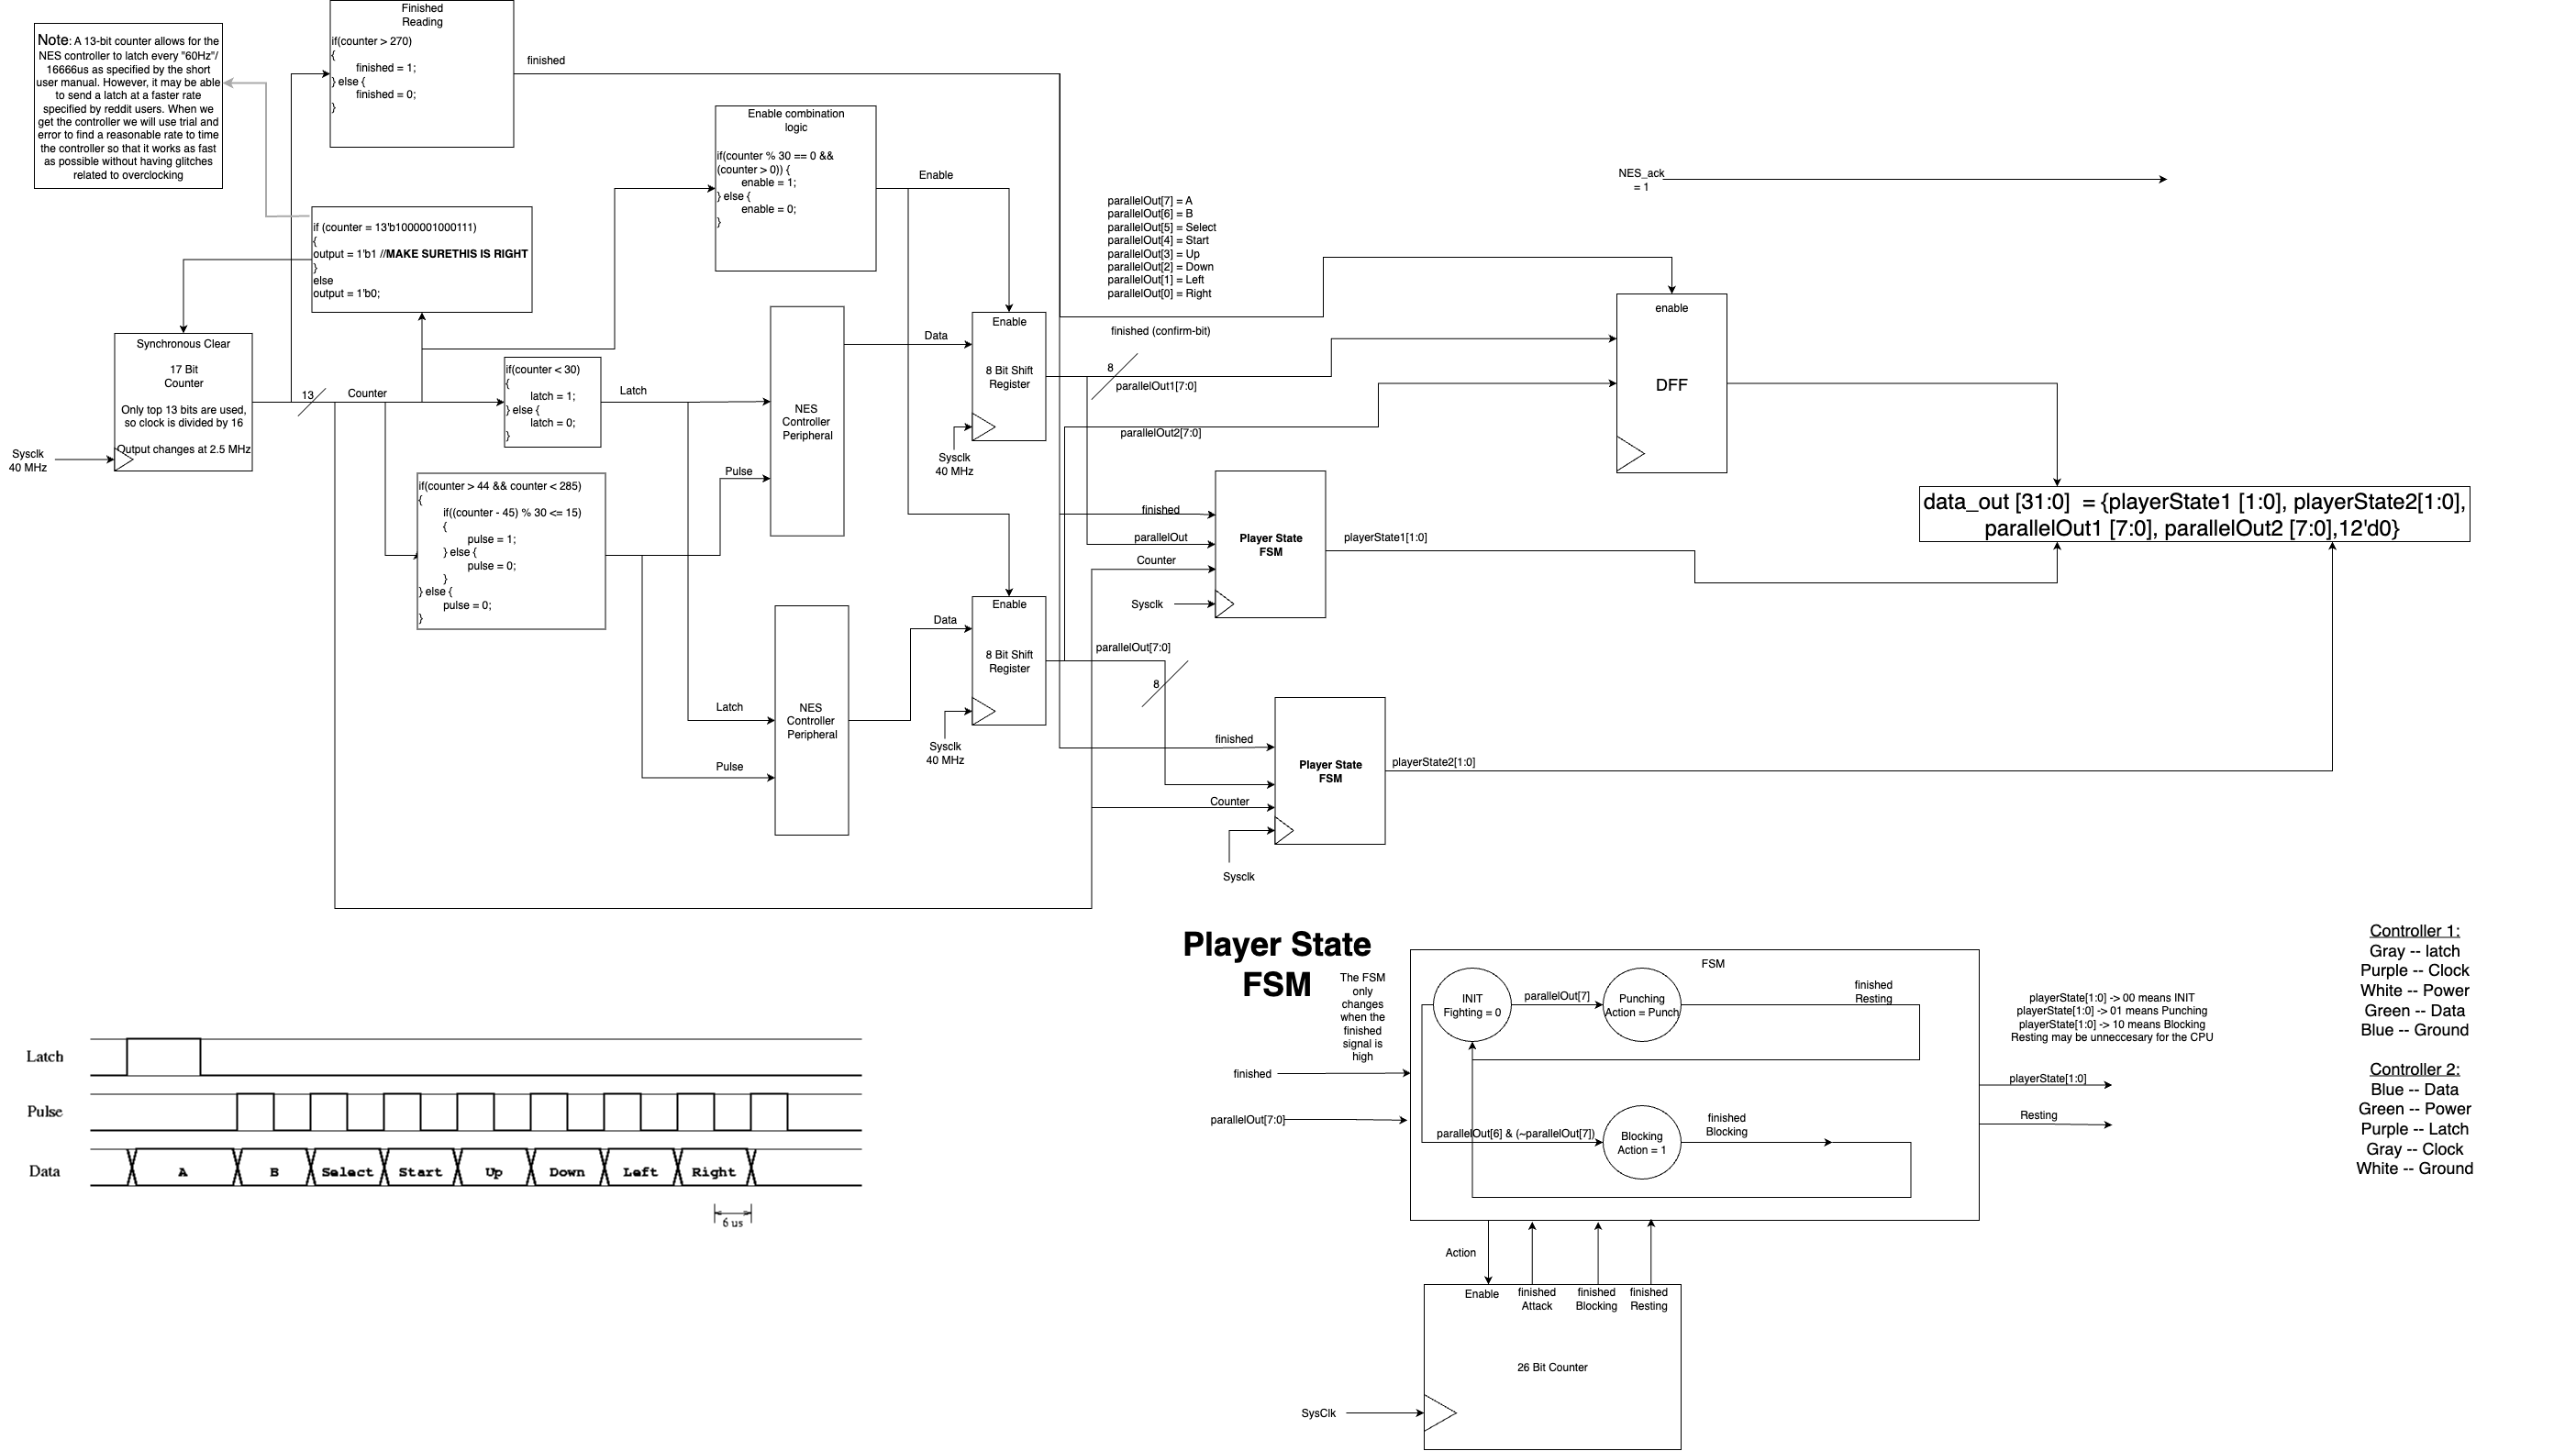 Finished
Reading
if(counter > 270)
{
finished = 1;
} else {
finished = 0;
}
finished
Note: A 13-bit counter allows for the
NES controller to latch every "60Hz"/
16666us as specified by the short
user manual. However, it may be able
to send a latch at a faster rate
specified by reddit users. When we
get the controller we will use trial and
error to find a reasonable rate to time
the controller so that it works as fast
as possible without having glitches
related to overclocking
Enable combination
logic
if(counter % 30 == 0 &&
(counter > 0)) {
enable = 1;
} else {
enable = 0;
}
Enable
NES_ack
= 1
parallelOut[7] = A
parallelOut[6] = B
parallelOut[5] = Select
parallelOut[4] = Start
parallelOut[3] = Up
parallelOut[2] = Down
parallelOut[1] = Left
parallelOut[0] = Right
if (counter = 13'b1000001000111)
{
output = 1'b1 //MAKE SURETHIS IS RIGHT
}
else
output = 1'b0;
Synchronous Clear
17 Bit
Counter
Only top 13 bits are used,
so clock is divided by 16
Output changes at 2.5 MHz
Sysclk
40 MHz
13
Counter
if(counter < 30)
{
latch = 1;
} else {
latch = 0;
}
Latch
if(counter > 44 && counter < 285)
{
if((counter - 45) % 30 <= 15)
{
pulse = 1;
} else {
pulse = 0;
}
} else {
pulse = 0;
}
Pulse
NES
Controller
Peripheral
Data
Enable
8 Bit Shift
Register
Sysclk
40 MHz
finished (confirm-bit)
8
parallelOut1[7:0]
parallelOut2[7:0]
enable
DFF
finished
parallelOut
Counter
Sysclk
Player State
FSM
playerState1[1:0]
data_out [31:0] = {playerState1 [1:0], playerState2[1:0],
parallelOut1 [7:0], parallelOut2 [7:0],12'd0}
Latch
Pulse
NES
Controller
Peripheral
Data
Enable
8 Bit Shift
Register
Sysclk
40 MHz
parallelOut[7:0]
8
finished
Counter
Sysclk
Player State
FSM
playerState2[1:0]
Latch
Pulse
Data
A
B
Select
Start
Up
Down
Left
Right
6 us
Player State
FSM
The FSM
only
changes
when the
finished
signal is
high
finished
parallelOut[7:0]
FSM
INIT
Fighting = 0
parallelOut[7]
Punching
Action = Punch
finished
Resting
parallelOut[6] & (~parallelOut[7])
Blocking
Action = 1
finished
Blocking
playerState[1:0] -> 00 means INIT
playerState[1:0] -> 01 means Punching
playerState[1:0] -> 10 means Blocking
Resting may be unneccesary for the CPU
playerState[1:0]
Resting
Action
Enable
finished
Attack
finished
Blocking
finished
Resting
26 Bit Counter
SysClk
Controller 1:
Gray -- latch
Purple -- Clock
White -- Power
Green -- Data
Blue -- Ground
Controller 2:
Blue -- Data
Green -- Power
Purple -- Latch
Gray -- Clock
White -- Ground